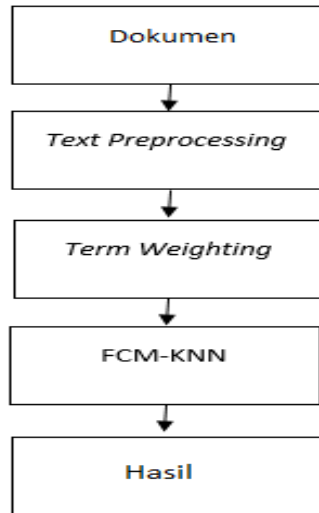 Dokumen
Text Preprocessing
Term Weighting
FCM-KNN
Hasil